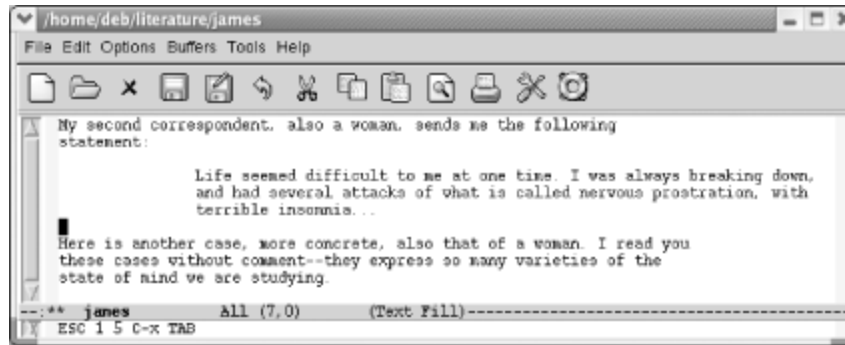 /home/deb/literature/james
File Edit Options Buffers Tools Help
My second correspondent, also a woman, sends me the following
statement:
Life seemed difficult to me at one time. I was always breaking down,
and had several attacks of what is called nervous prostration, with
terrible insomnia...
Here is another case, more concrete, also that of a woman. I read you
these cases without comment--they express so many varieties of the
state of mind we are studying.
--:** james All (7,0) (Text Fill)--------------------------------------
ESC 1 5 C-x TAB